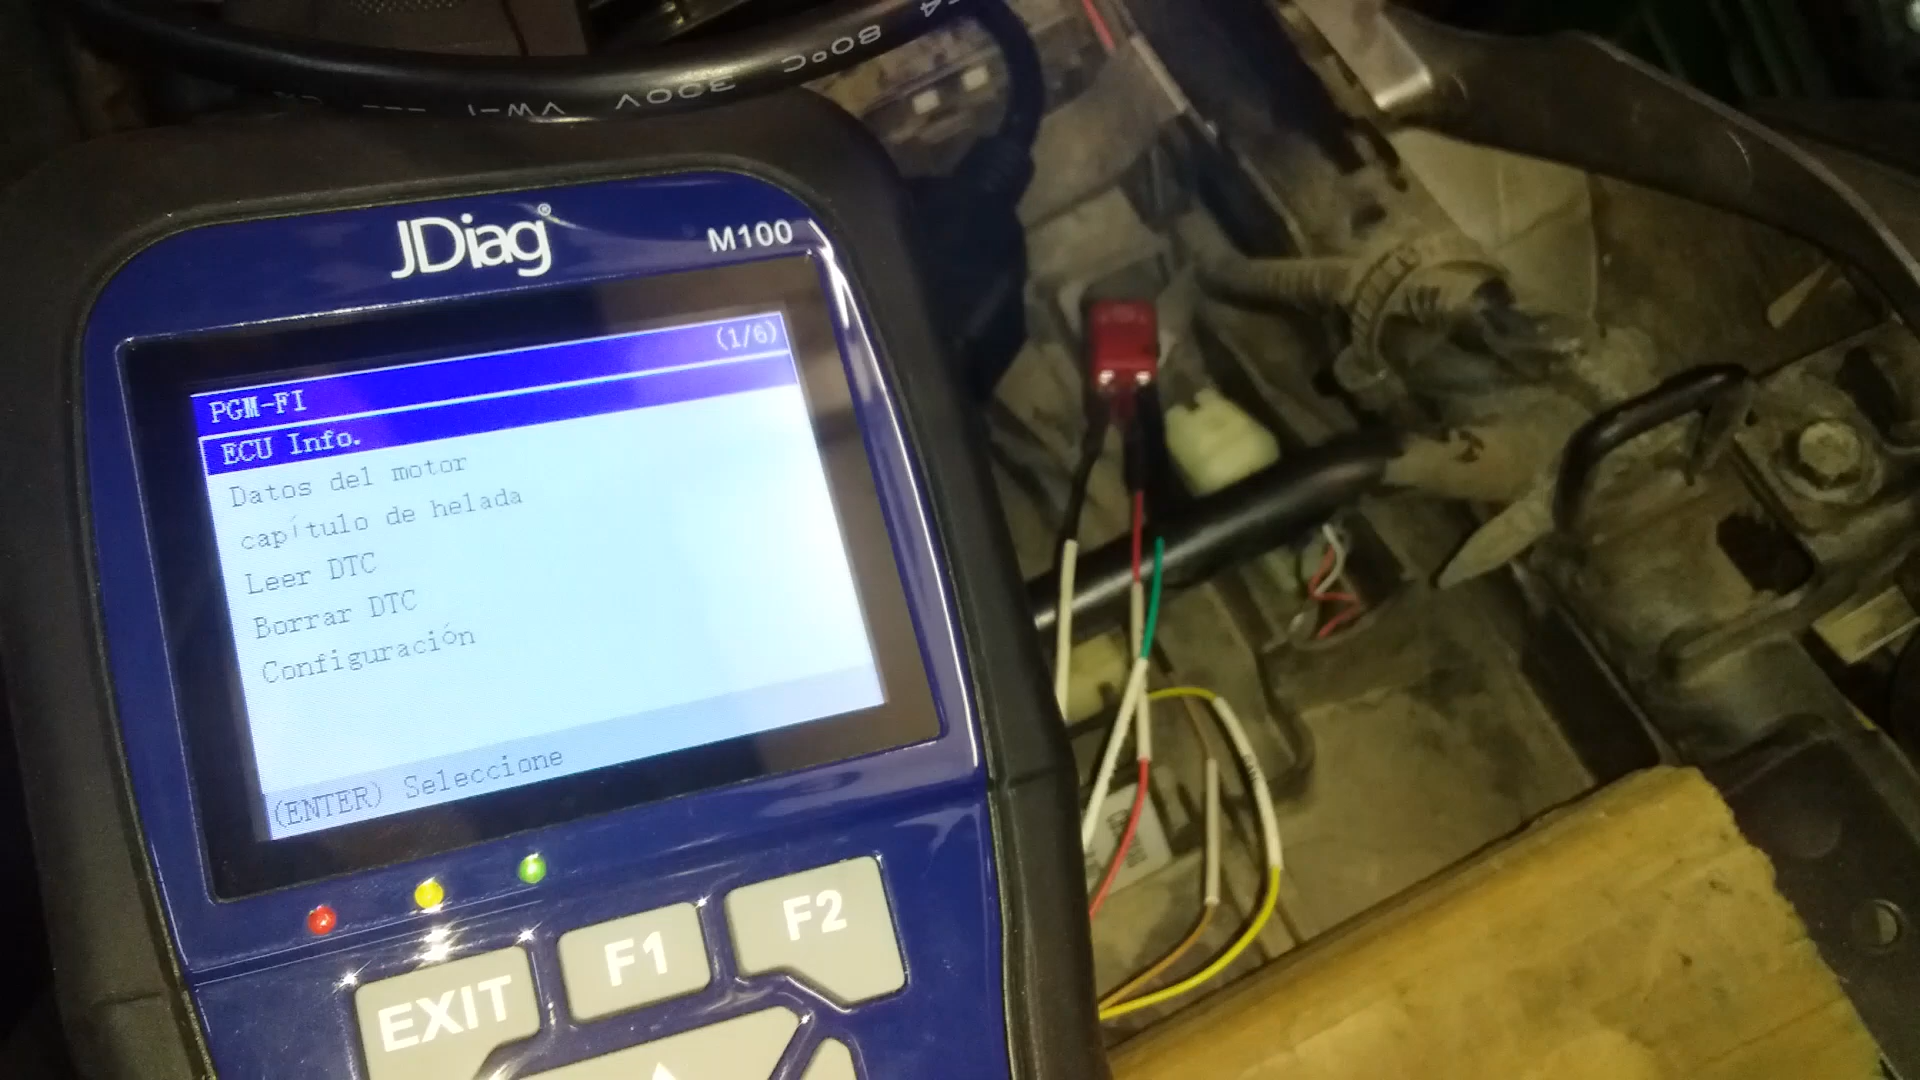 80°C
300V
VW-1
JDiag®
M100
(1/6)
PGM-FI
ECU Info.
Datos del motor
capítulo de helada
Leer DTC
Borrar DTC
Configuración
(ENTER) Seleccione
EXIT
F1
F2